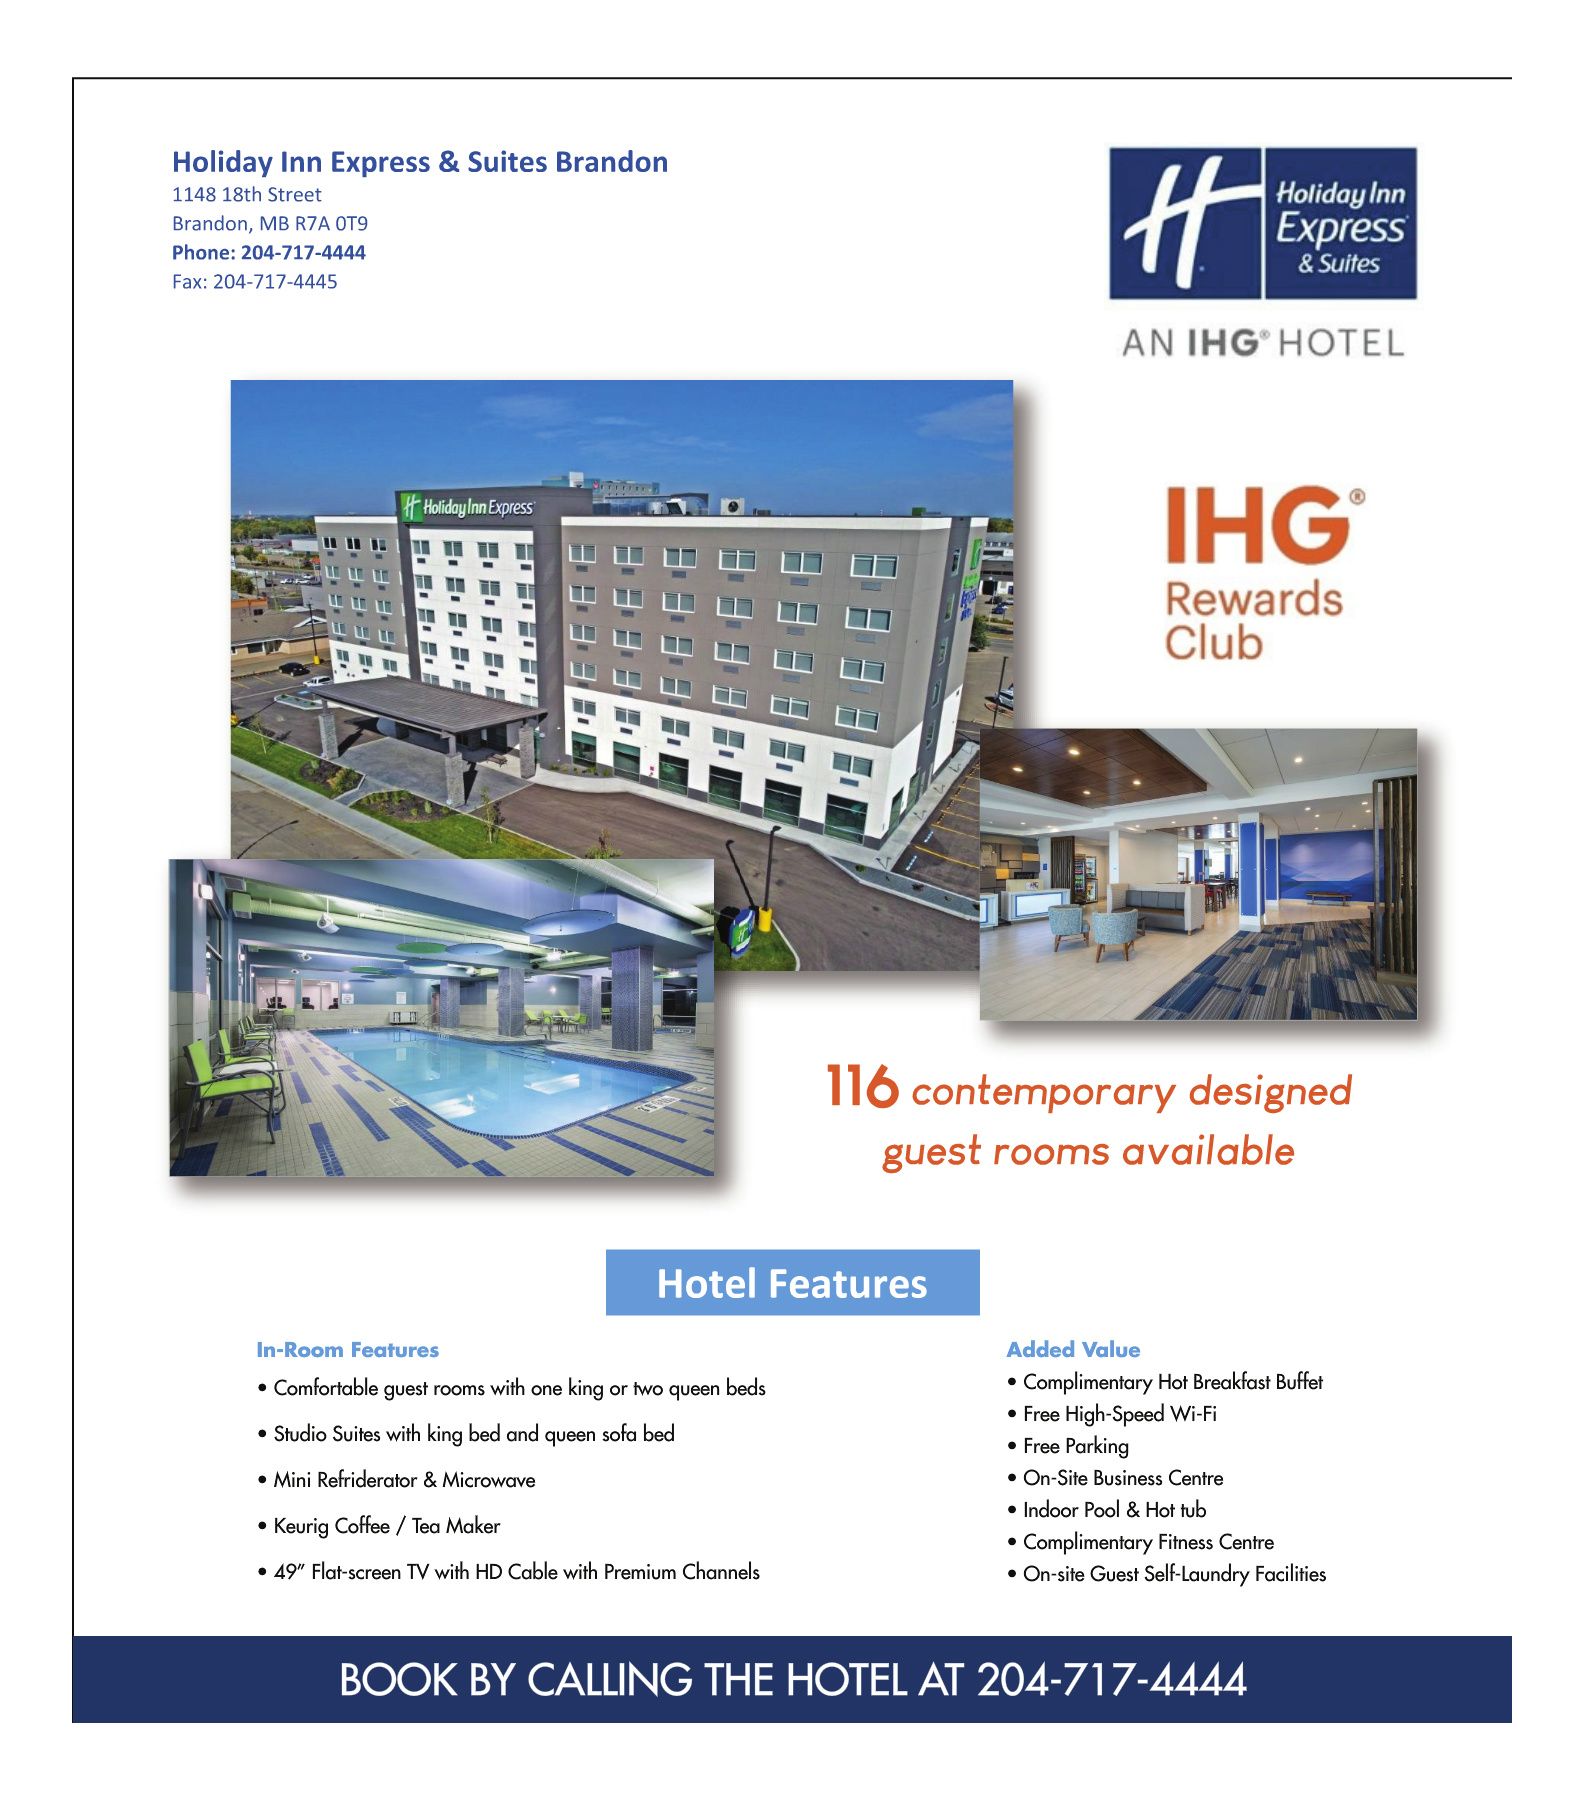 Holiday Inn Express & Suites Brandon
1148 18th Street
Brandon, MB R7A 0T9
Phone: 204-717-4444
Fax: 204-717-4445
H
Holiday Inn
Express
& Suites
AN IHG® HOTEL
IHG®
Rewards
Club
H Holiday Inn Express
116 contemporary designed
guest rooms available
Hotel Features
In-Room Features
• Comfortable guest rooms with one king or two queen beds
• Studio Suites with king bed and queen sofa bed
• Mini Refriderator & Microwave
• Keurig Coffee / Tea Maker
• 49” Flat-screen TV with HD Cable with Premium Channels
Added Value
• Complimentary Hot Breakfast Buffet
• Free High-Speed Wi-Fi
• Free Parking
• On-Site Business Centre
• Indoor Pool & Hot tub
• Complimentary Fitness Centre
• On-site Guest Self-Laundry Facilities
BOOK BY CALLING THE HOTEL AT 204-717-4444